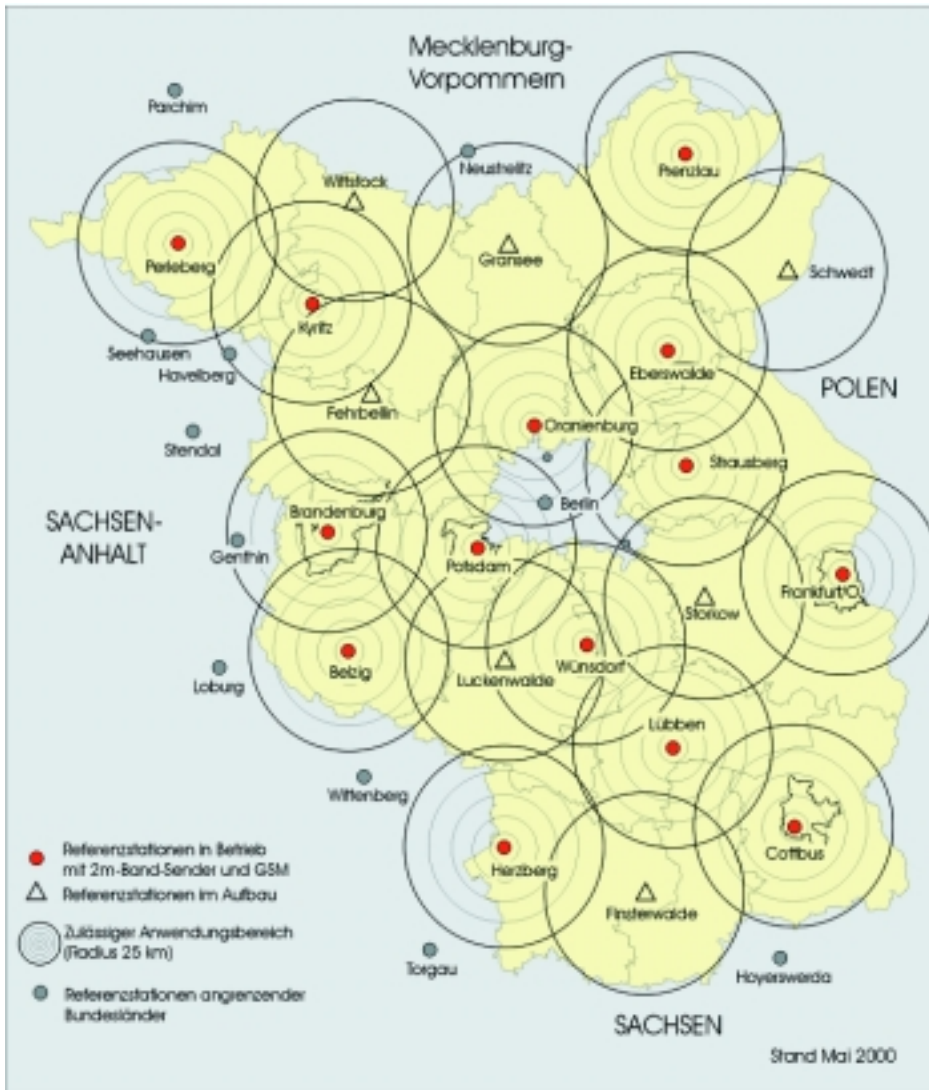 Mecklenburg-
Vorpommern
Parchim
Neustrelitz
Prenzlau
Wittstock
Perleberg
Gransee
Schwedt
Kyritz
Seehausen
Havelberg
Eberswalde
POLEN
Fehrbellin
Oranienburg
Stendal
Strausberg
Berlin
SACHSEN-
ANHALT
Brandenburg
Genthin
Potsdam
Frankfurt/O.
Storkow
Loburg
Belzig
Luckenwalde
Wünsdorf
Lübben
Wittenberg
Cottbus
Herzberg
Finsterwalde
Torgau
Hoyerswerda
Referenzstationen in Betrieb
mit 2m-Band-Sender und GSM
Referenzstationen im Aufbau
Zulässiger Anwendungsbereich
(Radius 25 km)
Referenzstationen angrenzender
Bundesländer
SACHSEN
Stand Mai 2000